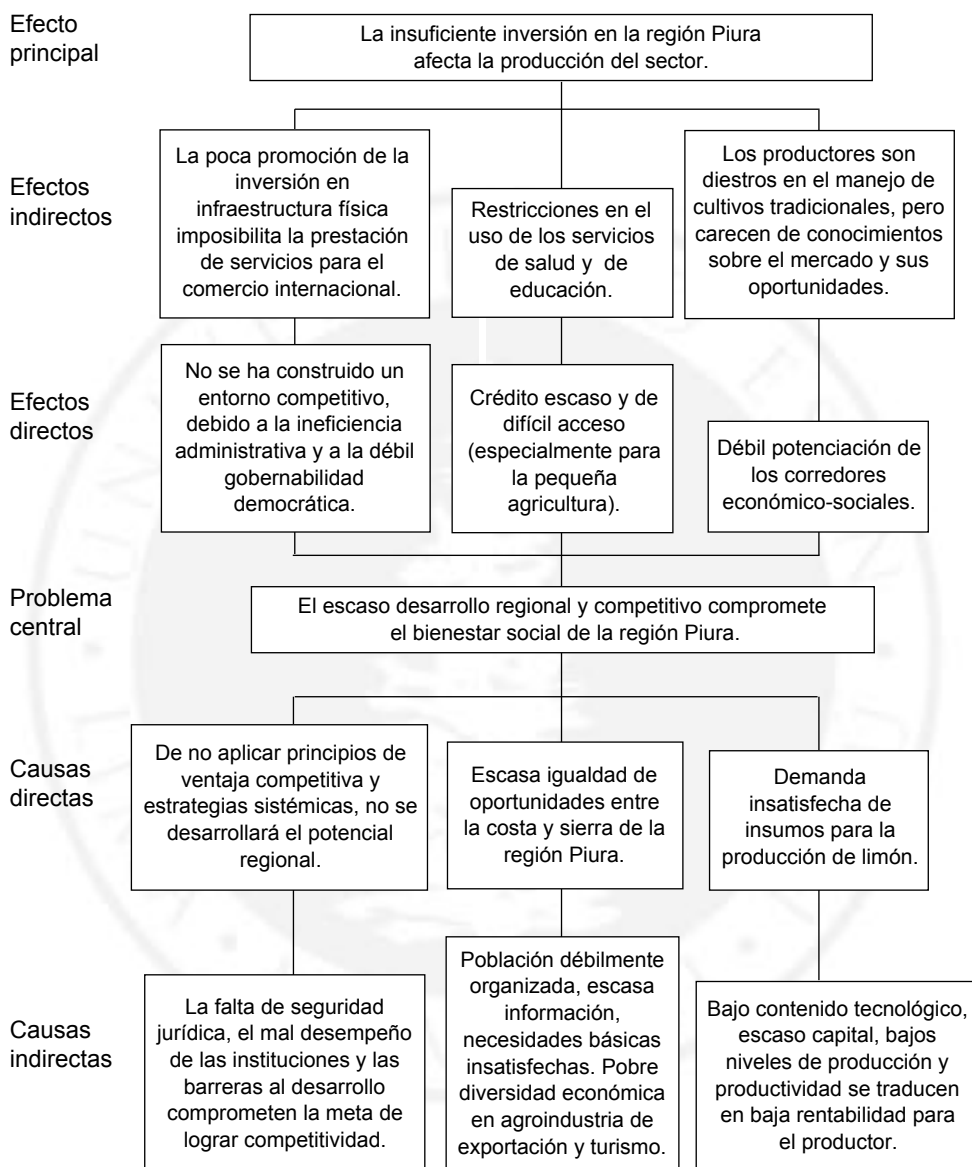 Efecto
principal
La insuficiente inversión en la región Piura
afecta la producción del sector.
Efectos
indirectos
La poca promoción de la
inversión en
infraestructura física
imposibilita la prestación
de servicios para el
comercio internacional.
Restricciones en el
uso de los servicios
de salud y de
educación.
Los productores son
diestros en el manejo de
cultivos tradicionales, pero
carecen de conocimientos
sobre el mercado y sus
oportunidades.
Efectos
directos
No se ha construido un
entorno competitivo,
debido a la ineficiencia
administrativa y a la débil
gobernabilidad
democrática.
Crédito escaso y de
difícil acceso
(especialmente para
la pequeña
agricultura).
Débil potenciación de
los corredores
económico-sociales.
Problema
central
El escaso desarrollo regional y competitivo compromete
el bienestar social de la región Piura.
Causas
directas
De no aplicar principios de
ventaja competitiva y
estrategias sistémicas, no se
desarrollará el potencial
regional.
Escasa igualdad de
oportunidades entre
la costa y sierra de la
región Piura.
Demanda
insatisfecha de
insumos para la
producción de limón.
Causas
indirectas
La falta de seguridad
jurídica, el mal desempeño
de las instituciones y las
barreras al desarrollo
comprometen la meta de
lograr competitividad.
Población débilmente
organizada, escasa
información,
necesidades básicas
insatisfechas. Pobre
diversidad económica
en agroindustria de
exportación y turismo.
Bajo contenido tecnológico,
escaso capital, bajos
niveles de producción y
productividad se traducen
en baja rentabilidad para
el productor.